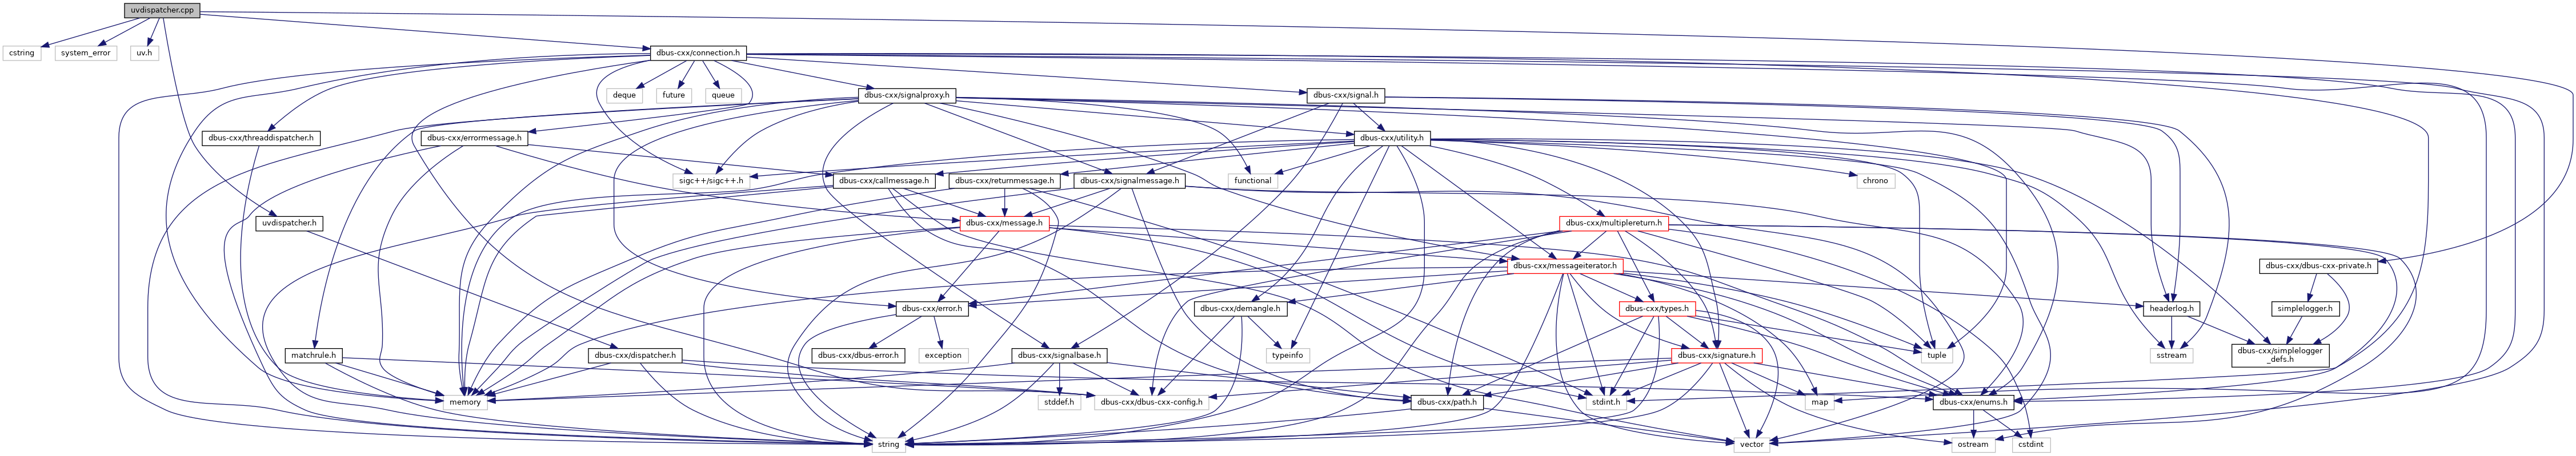 uvdispatcher.cpp
cstring
system_error
uv.h
dbus-cxx/connection.h
deque
future
queue
dbus-cxx/signalproxy.h
dbus-cxx/signal.h
dbus-cxx/threaddispatcher.h
dbus-cxx/errormessage.h
dbus-cxx/utility.h
sigc++/sigc++.h
dbus-cxx/callmessage.h
dbus-cxx/returnmessage.h
dbus-cxx/signalmessage.h
functional
chrono
uvdispatcher.h
dbus-cxx/message.h
dbus-cxx/multiplereturn.h
dbus-cxx/messageiterator.h
dbus-cxx/dbus-cxx-private.h
dbus-cxx/error.h
dbus-cxx/demangle.h
dbus-cxx/types.h
headerlog.h
simplelogger.h
matchrule.h
dbus-cxx/dispatcher.h
dbus-cxx/dbus-error.h
exception
dbus-cxx/signalbase.h
typeinfo
dbus-cxx/signature.h
tuple
sstream
dbus-cxx/simplelogger
_defs.h
memory
stddef.h
dbus-cxx/dbus-cxx-config.h
dbus-cxx/path.h
stdint.h
map
dbus-cxx/enums.h
string
vector
ostream
cstdint